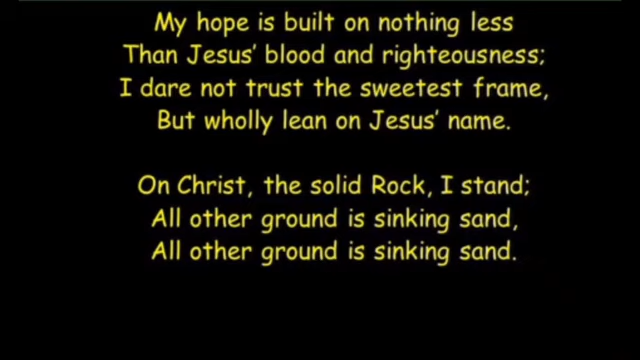 My hope is built on nothing less
Than Jesus’ blood and righteousness;
I dare not trust the sweetest frame,
But wholly lean on Jesus’ name.
On Christ, the solid Rock, I stand;
All other ground is sinking sand,
All other ground is sinking sand.